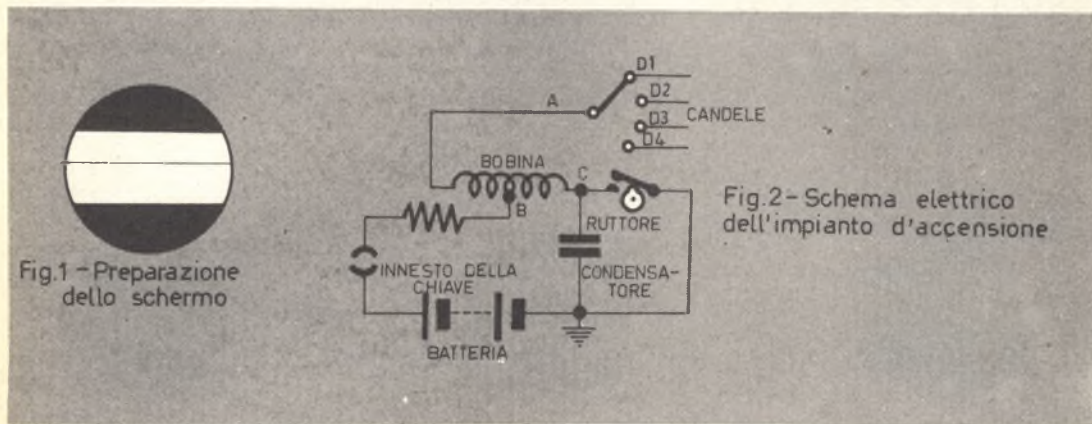 Fig.1 - Preparazione
dello schermo
A
D1
D2
D3
D4
CANDELE
BOBINA
B
C
RUTTORE
INNESTO DELLA
CHIAVE
CONDENSA-
TORE
BATTERIA
Fig.2 - Schema elettrico
dell'impianto d'accensione